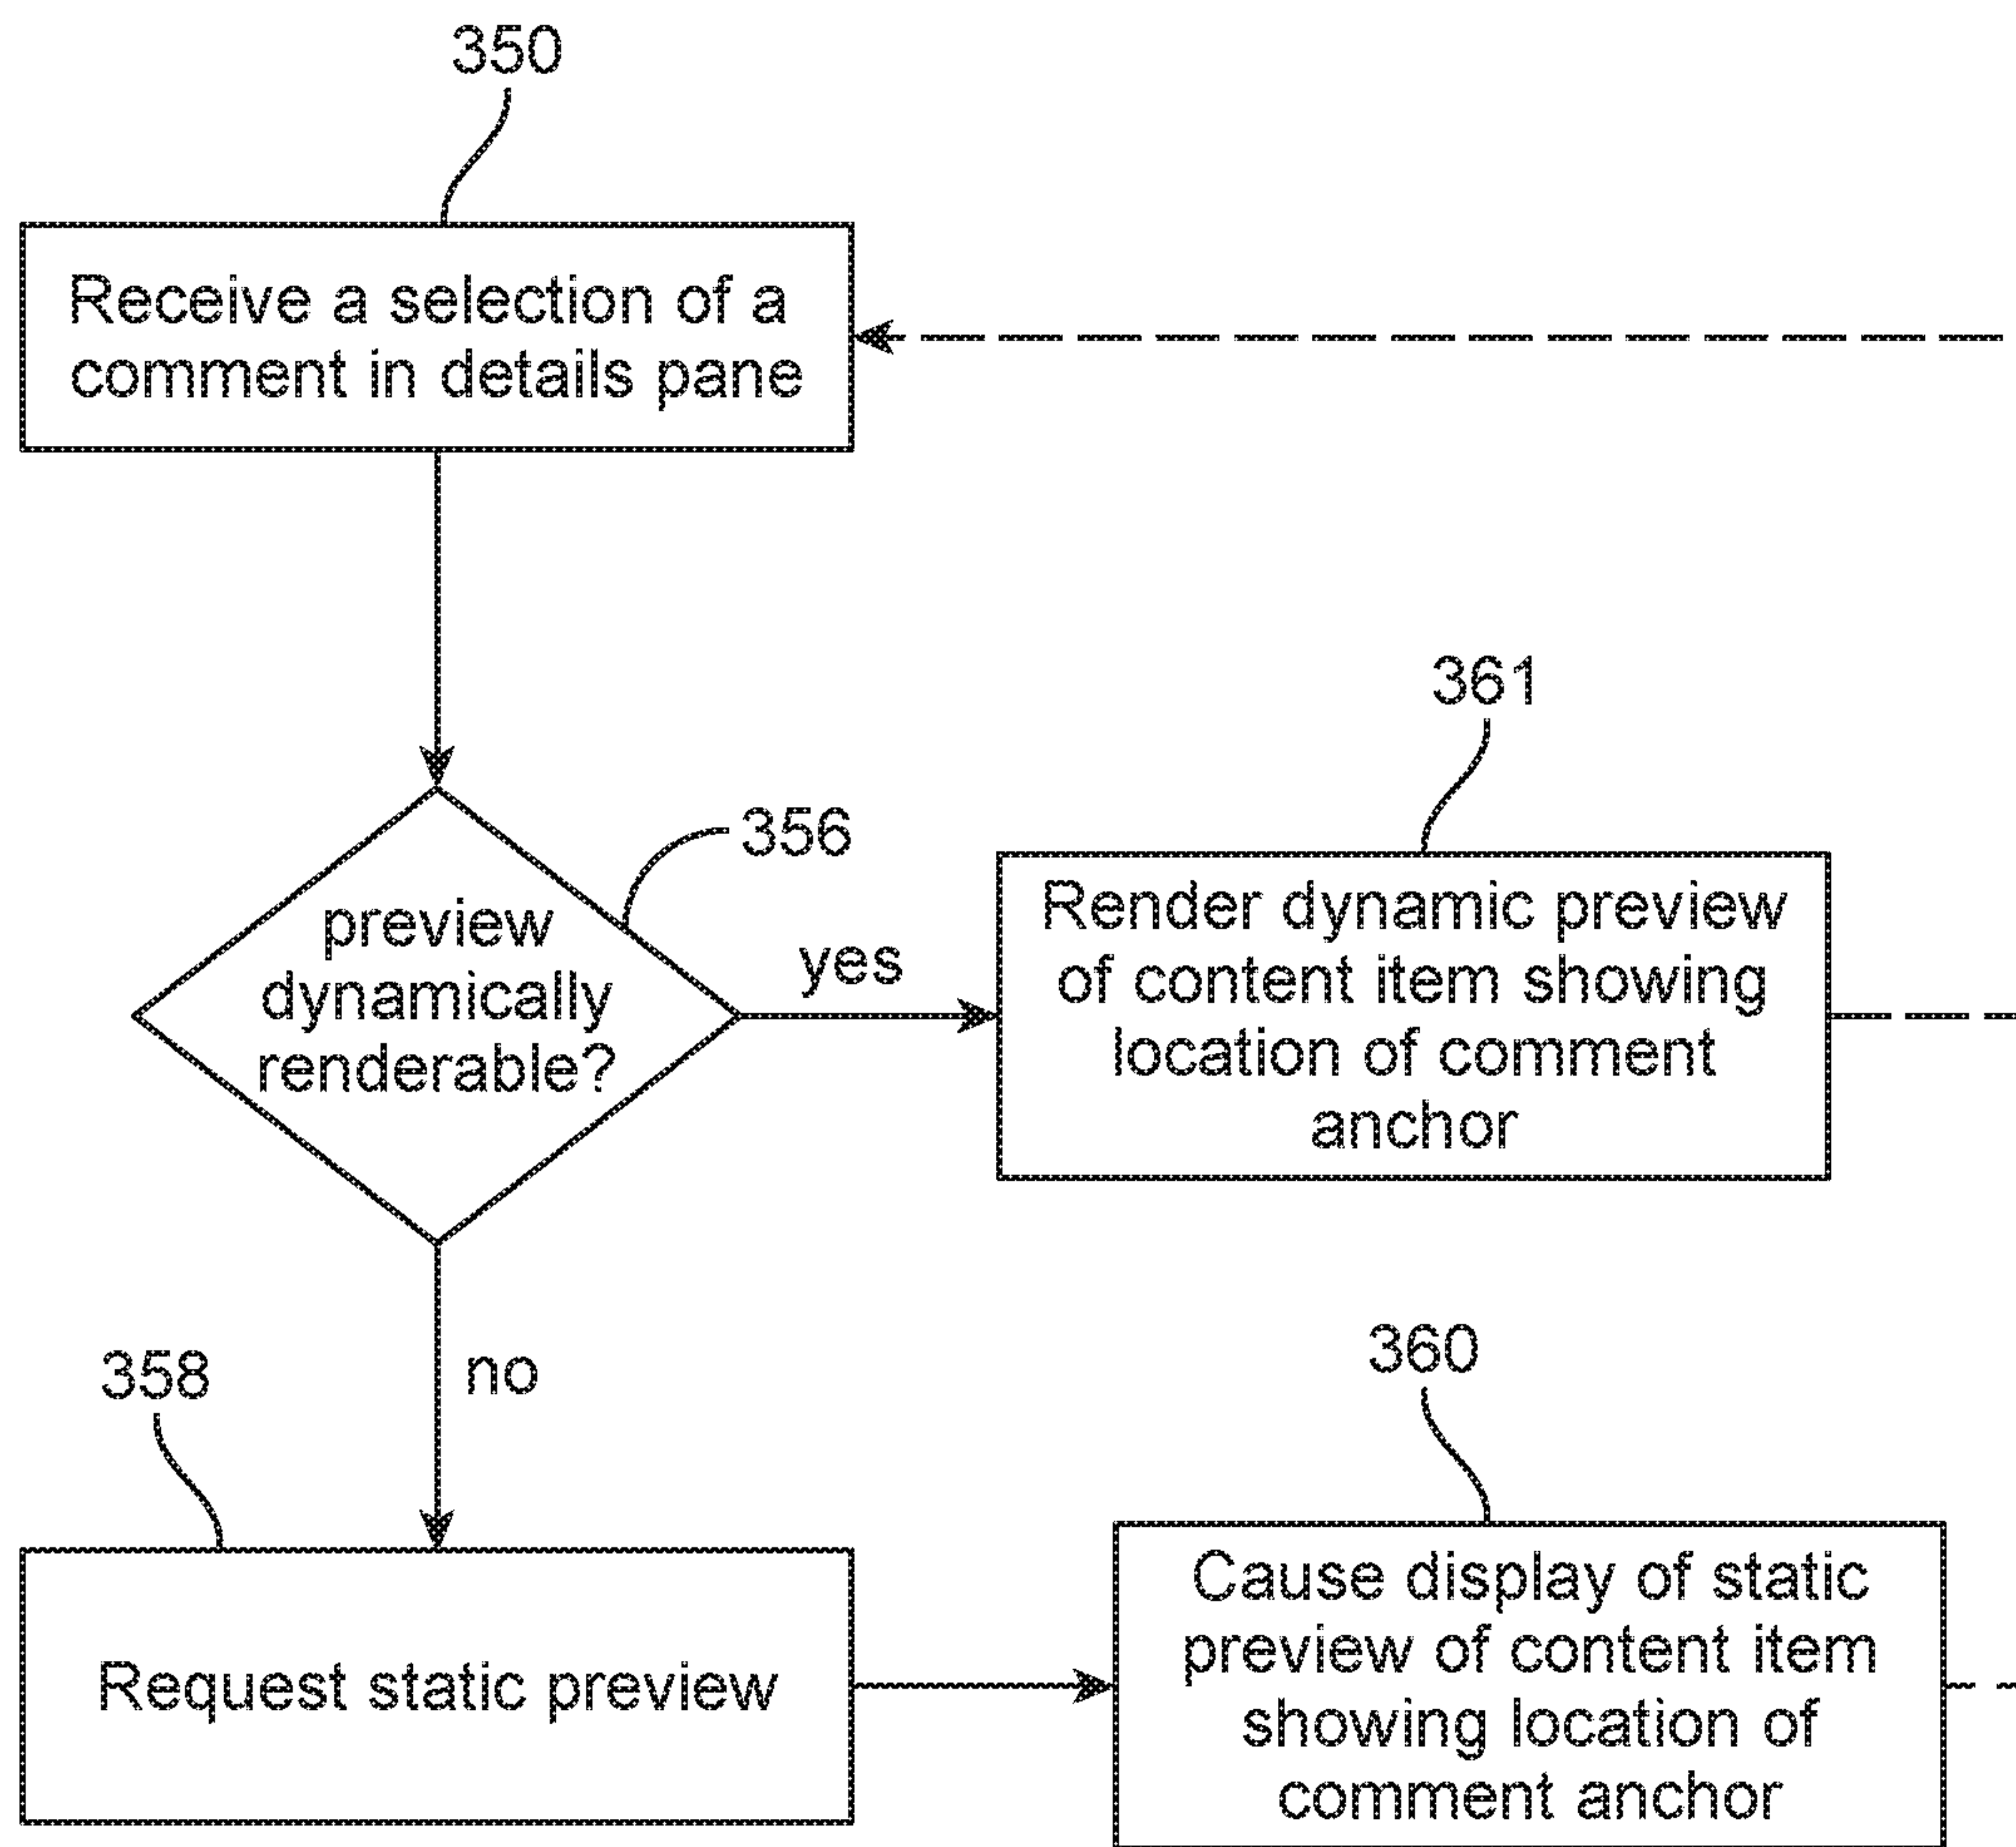 350
Receive a selection of a
comment in details pane
356
preview
dynamically
renderable?
yes
361
Render dynamic preview
of content item showing
location of comment
anchor
no
358
Request static preview
360
Cause display of static
preview of content item
showing location of
comment anchor